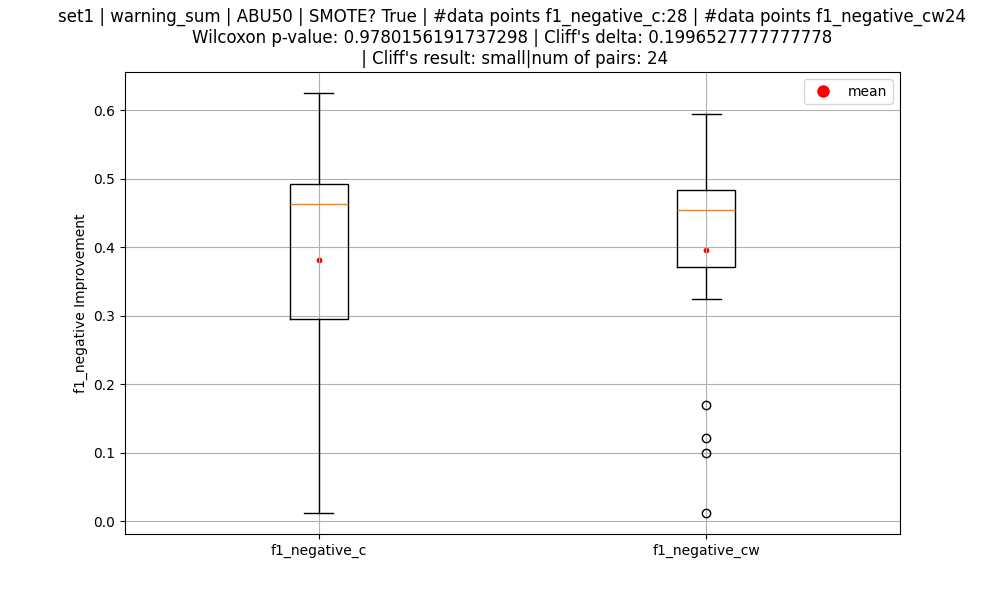 set1 | warning_sum | ABU50 | SMOTE? True | #data points f1_negative_c:28 | #data points f1_negative_cw24
Wilcoxon p-value: 0.9780156191737298 | Cliff's delta: 0.1996527777777778
| Cliff's result: small|num of pairs: 24
mean
f1_negative Improvement
0.6
0.5
0.4
0.3
0.2
0.1
0.0
f1_negative_c
f1_negative_cw